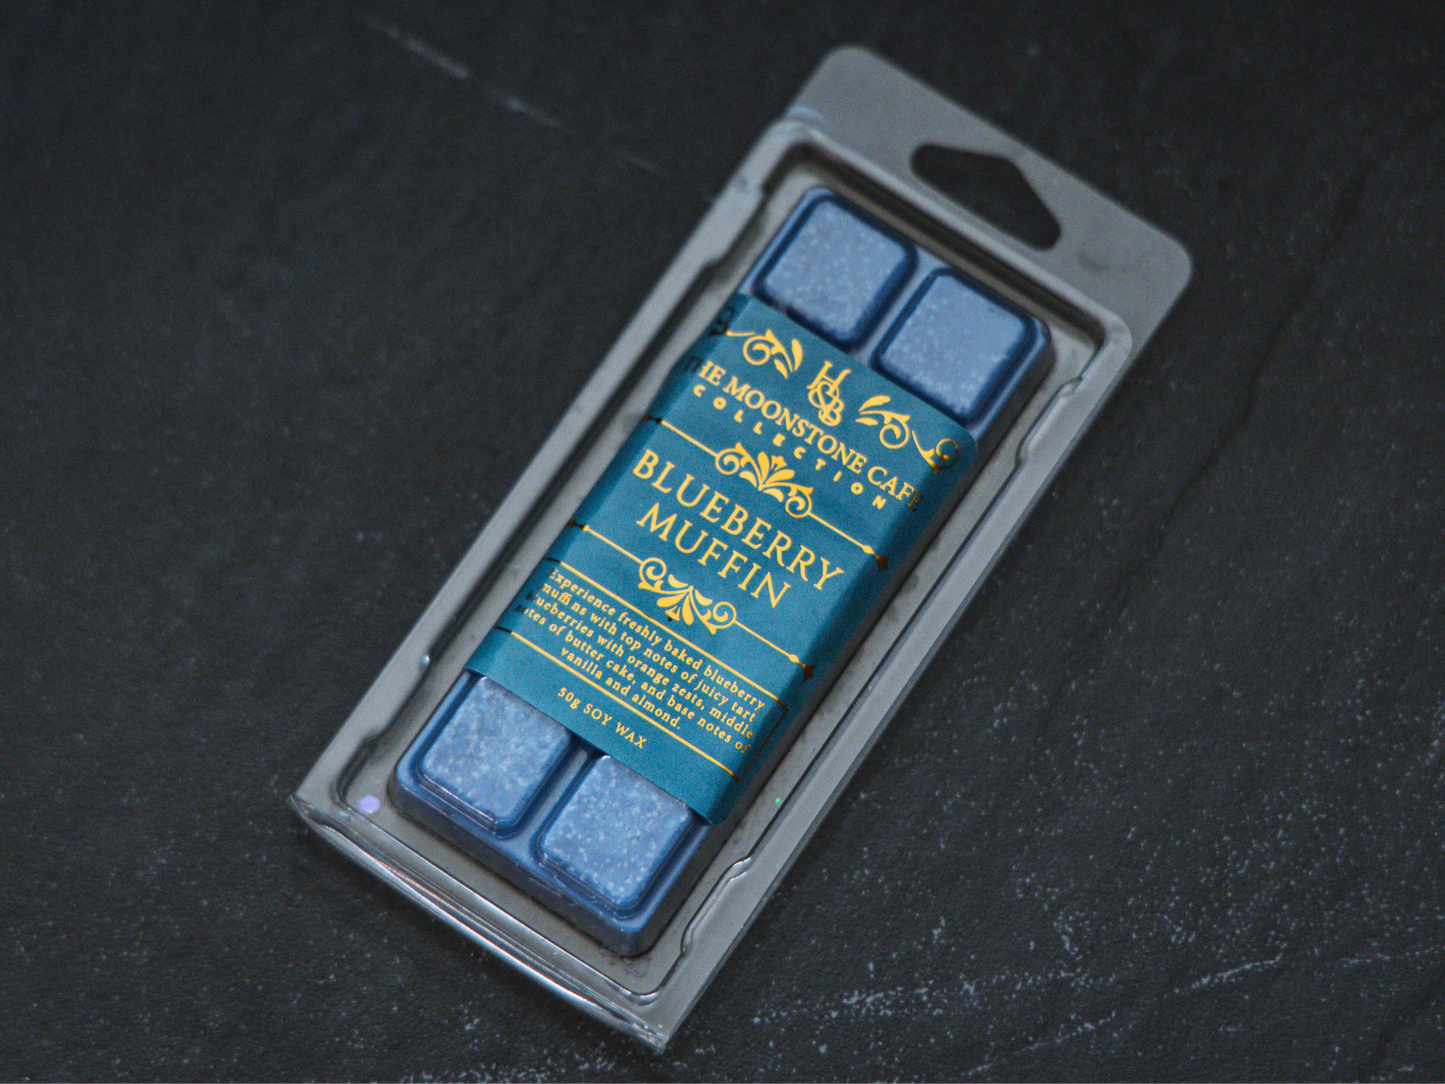 H&B
THE MOONSTONE CAFE
COLLECTION
BLUEBERRY
MUFFIN
Experience freshly baked blueberry
muffins with top notes of juicy tart
blueberries with orange zests, middle
notes of butter cake, and base notes of
vanilla and almond.
50g SOY WAX